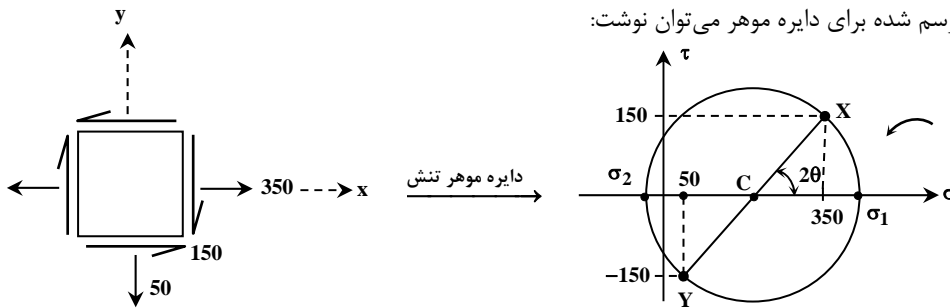 رسم شده برای دایره موهر می‌توان نوشت:
y
350
x
150
50
دایره موهر تنش
τ
150
X
σ2
50
C
2θ
350
σ1
σ
−150
Y